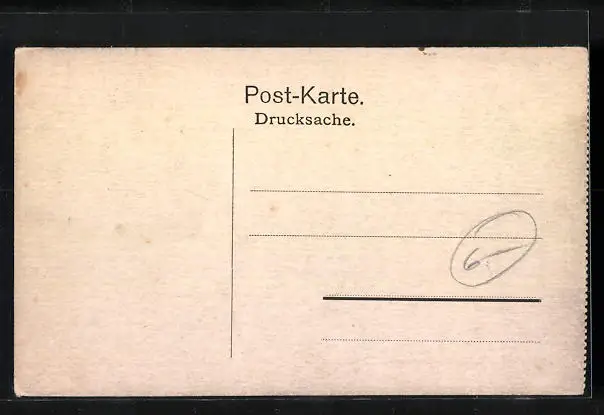 Post-Karte.
Drucksache.
6.-